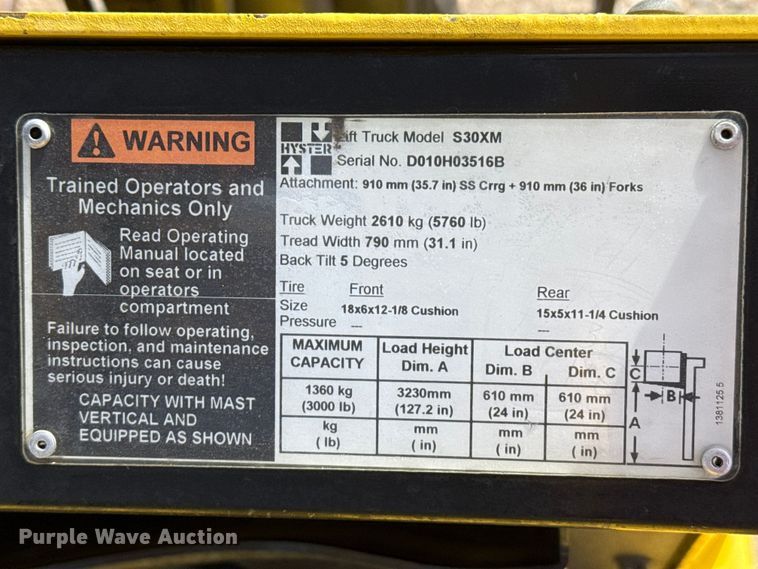 WARNING
Trained Operators and
Mechanics Only
Read Operating
Manual located
on seat or in
operators
compartment
Failure to follow operating,
inspection, and maintenance
instructions can cause
serious injury or death!
CAPACITY WITH MAST
VERTICAL AND
EQUIPPED AS SHOWN
HYSTER
Lift Truck Model S30XM
Serial No. D010H03516B
Attachment: 910 mm (35.7 in) SS Crrg + 910 mm (36 in) Forks
Truck Weight 2610 kg (5760 lb)
Tread Width 790 mm (31.1 in)
Back Tilt 5 Degrees
Tire Front Rear
Size 18x6x12-1/8 Cushion 15x5x11-1/4 Cushion
Pressure --- ---
MAXIMUM CAPACITY Load Height Dim. A Load Center Dim. B Dim. C
1360 kg 3230mm 610 mm 610 mm
(3000 lb) (127.2 in) (24 in) (24 in)
kg mm mm mm
( lb) ( in) ( in) ( in)
C
B
A
1381125 5
Purple Wave Auction